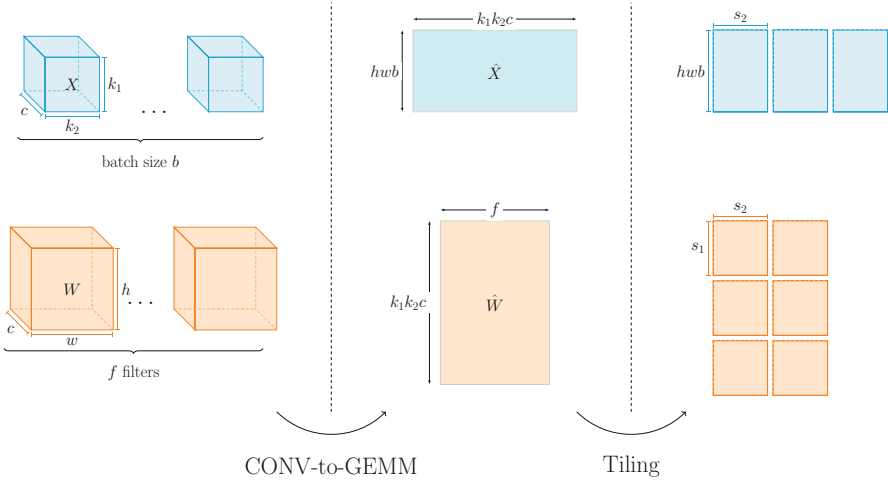 X
k₁
c
k₂
. . .
batch size b
W
h
c
w
. . .
f filters
k₁k₂c
hwb
X̂
f
k₁k₂c
Ŵ
s₂
hwb
s₂
s₁
CONV-to-GEMM
Tiling